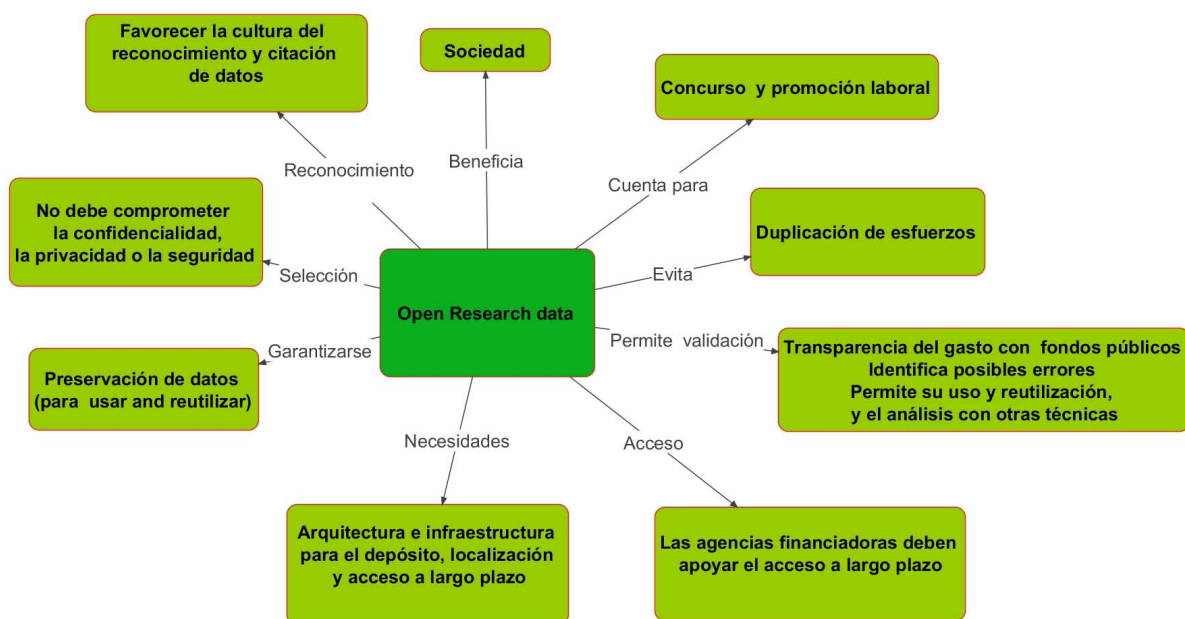 Favorecer la cultura del
reconocimiento y citación
de datos
Sociedad
Concurso y promoción laboral
Reconocimiento
Beneficia
Cuenta para
No debe comprometer
la confidencialidad,
la privacidad o la seguridad
Selección
Duplicación de esfuerzos
Evita
Open Research data
Garantizarse
Permite validación
Preservación de datos
(para usar and reutilizar)
Transparencia del gasto con fondos públicos
Identifica posibles errores
Permite su uso y reutilización,
y el análisis con otras técnicas
Necesidades
Acceso
Arquitectura e infraestructura
para el depósito, localización
y acceso a largo plazo
Las agencias financiadoras deben
apoyar el acceso a largo plazo